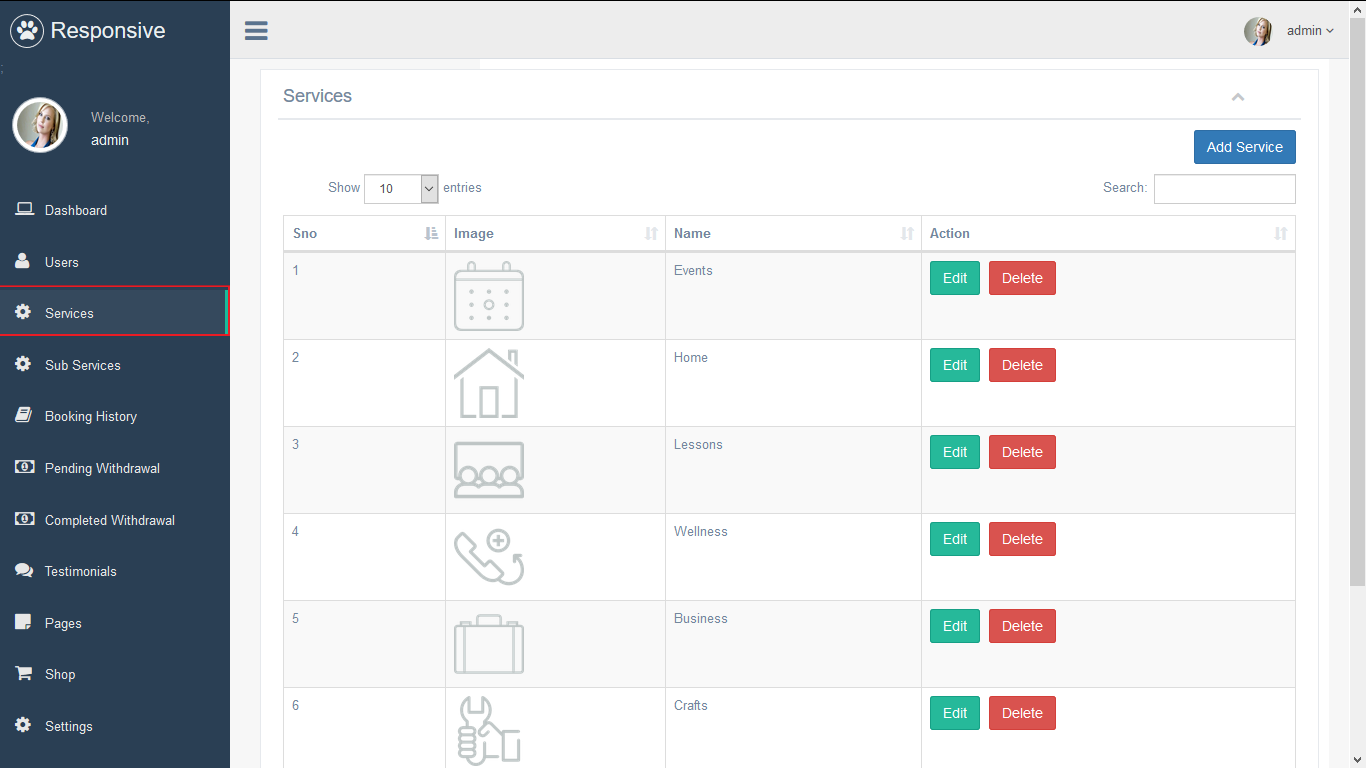 Responsive
admin
;
Welcome,
admin
Dashboard
Users
Services
Sub Services
Booking History
Pending Withdrawal
Completed Withdrawal
Testimonials
Pages
Shop
Settings
Services
Add Service
Show 10 entries Search:
Sno Image Name Action
1 Events Edit Delete
2 Home Edit Delete
3 Lessons Edit Delete
4 Wellness Edit Delete
5 Business Edit Delete
6 Crafts Edit Delete